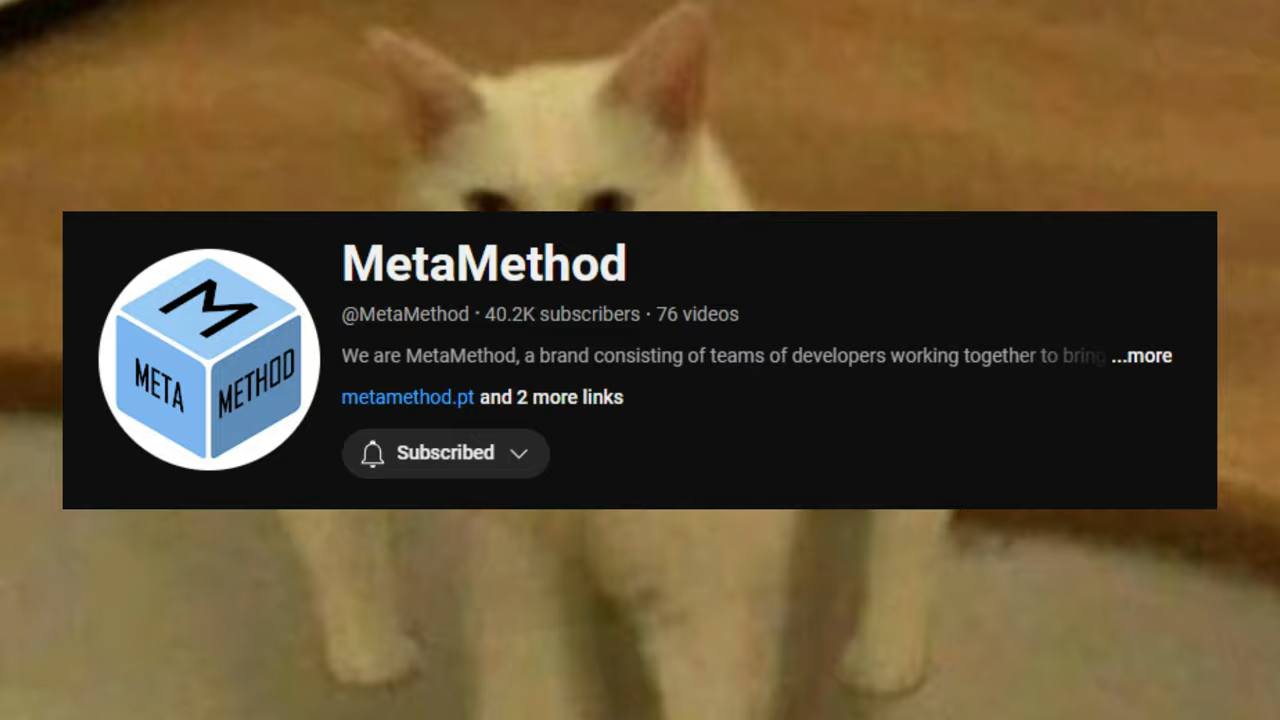 MetaMethod
@MetaMethod · 40.2K subscribers · 76 videos
We are MetaMethod, a brand consisting of teams of developers working together to bring ...more
metamethod.pt and 2 more links
Subscribed
M
META METHOD